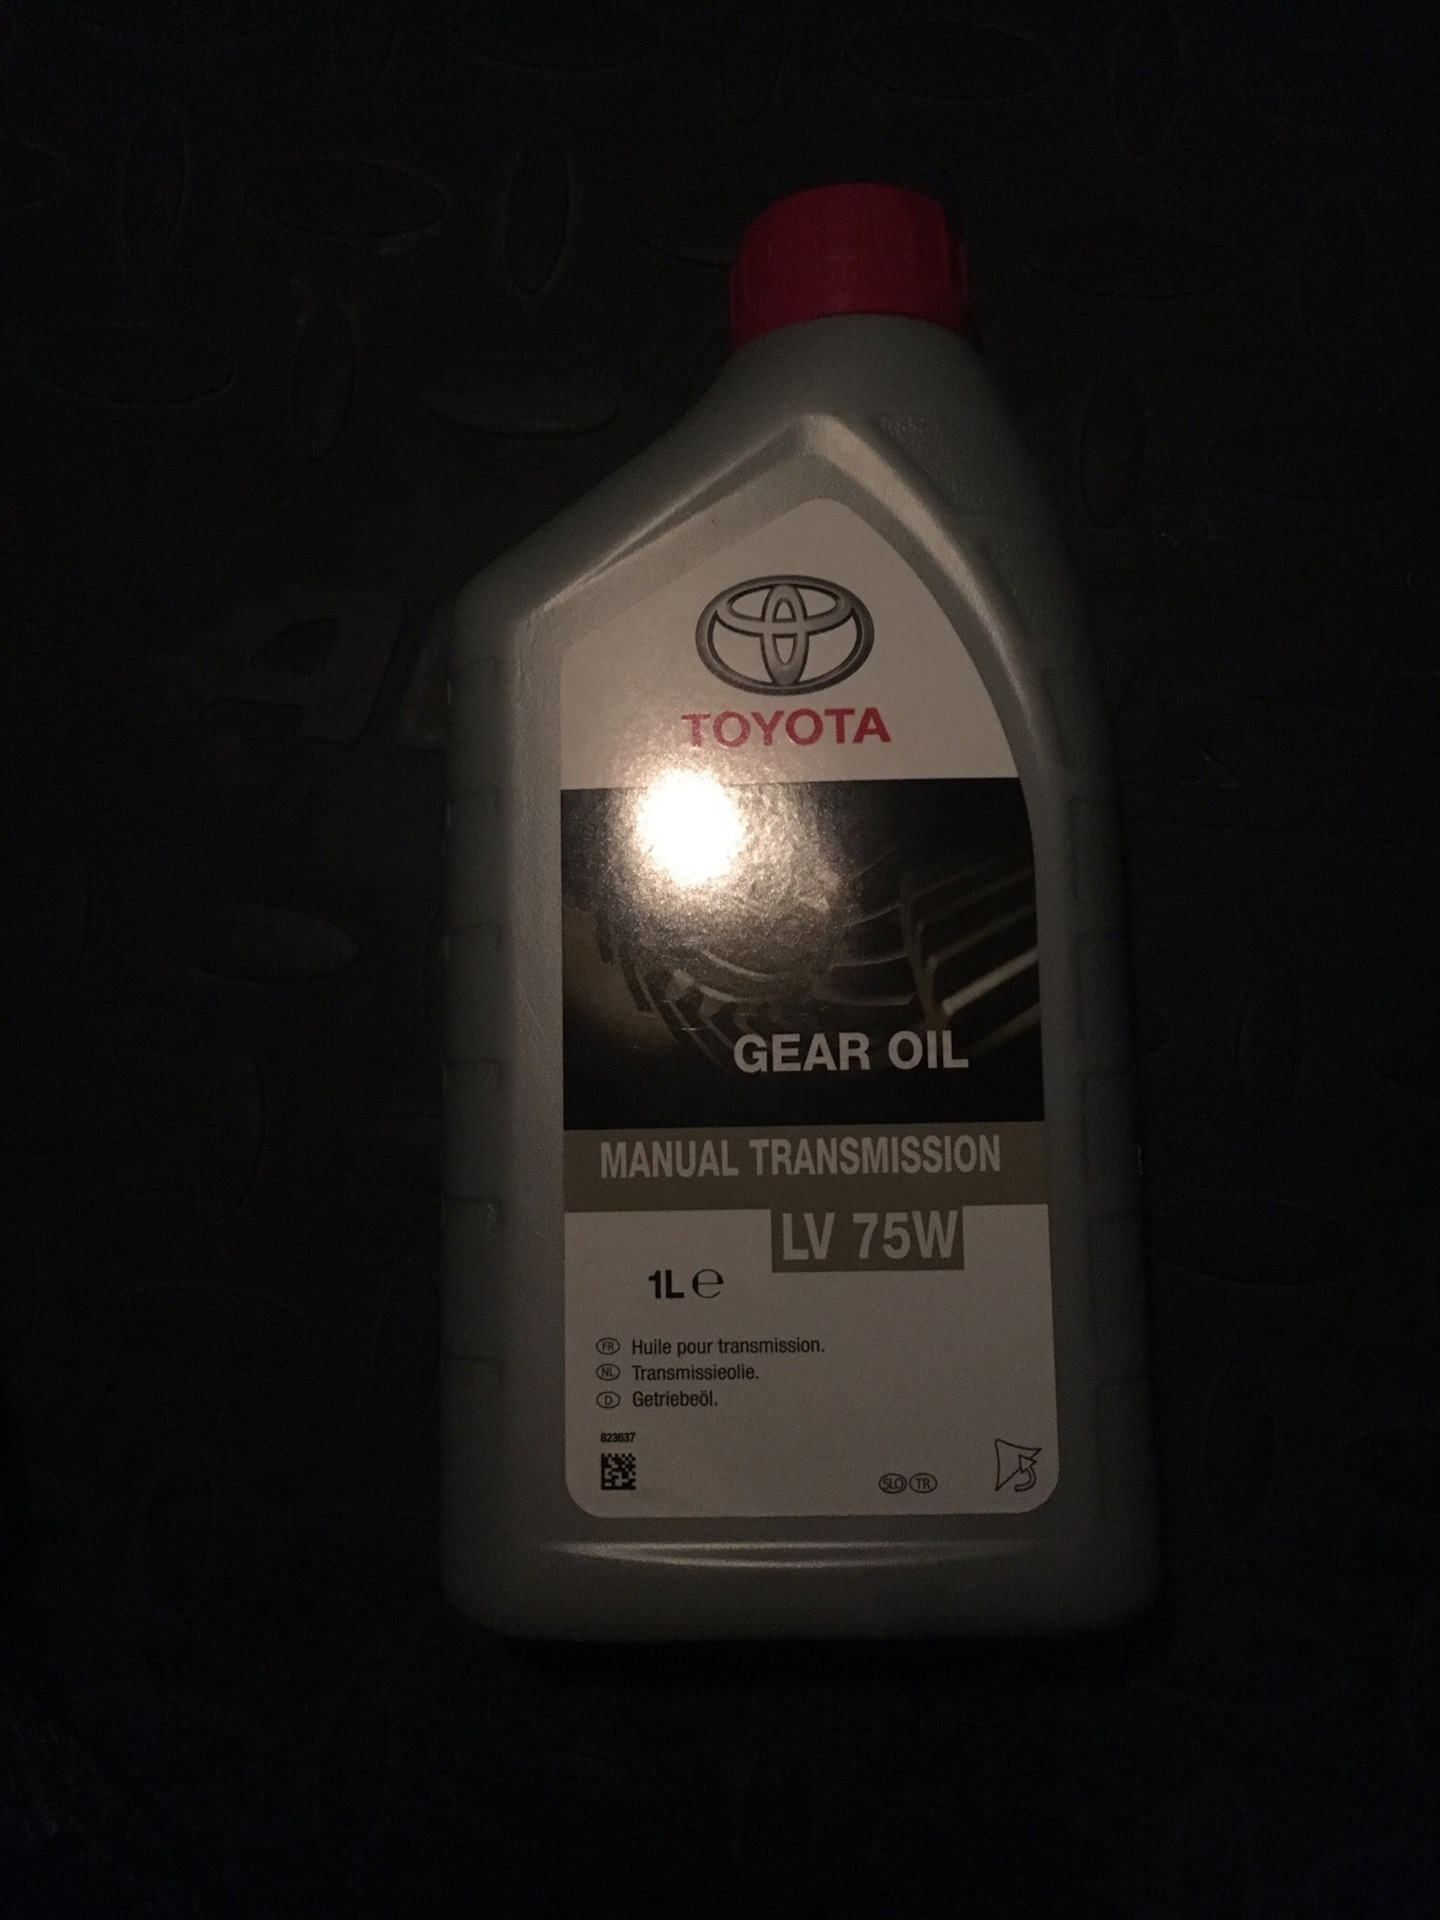 TOYOTA
GEAR OIL
MANUAL TRANSMISSION
LV 75W
1L e
FR Huile pour transmission.
NL Transmissieolie.
D Getriebeöl.
823637
SLO TR